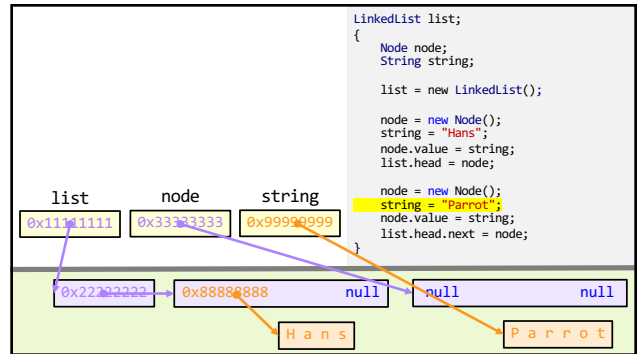 LinkedList list;
{
Node node;
String string;
list = new LinkedList();
node = new Node();
string = "Hans";
node.value = string;
list.head = node;
node = new Node();
string = "Parrot";
node.value = string;
list.head.next = node;
}
list node string
0x11111111 0x33333333 0x99999999
0x22222222 0x88888888 null null null
Hans Parrot